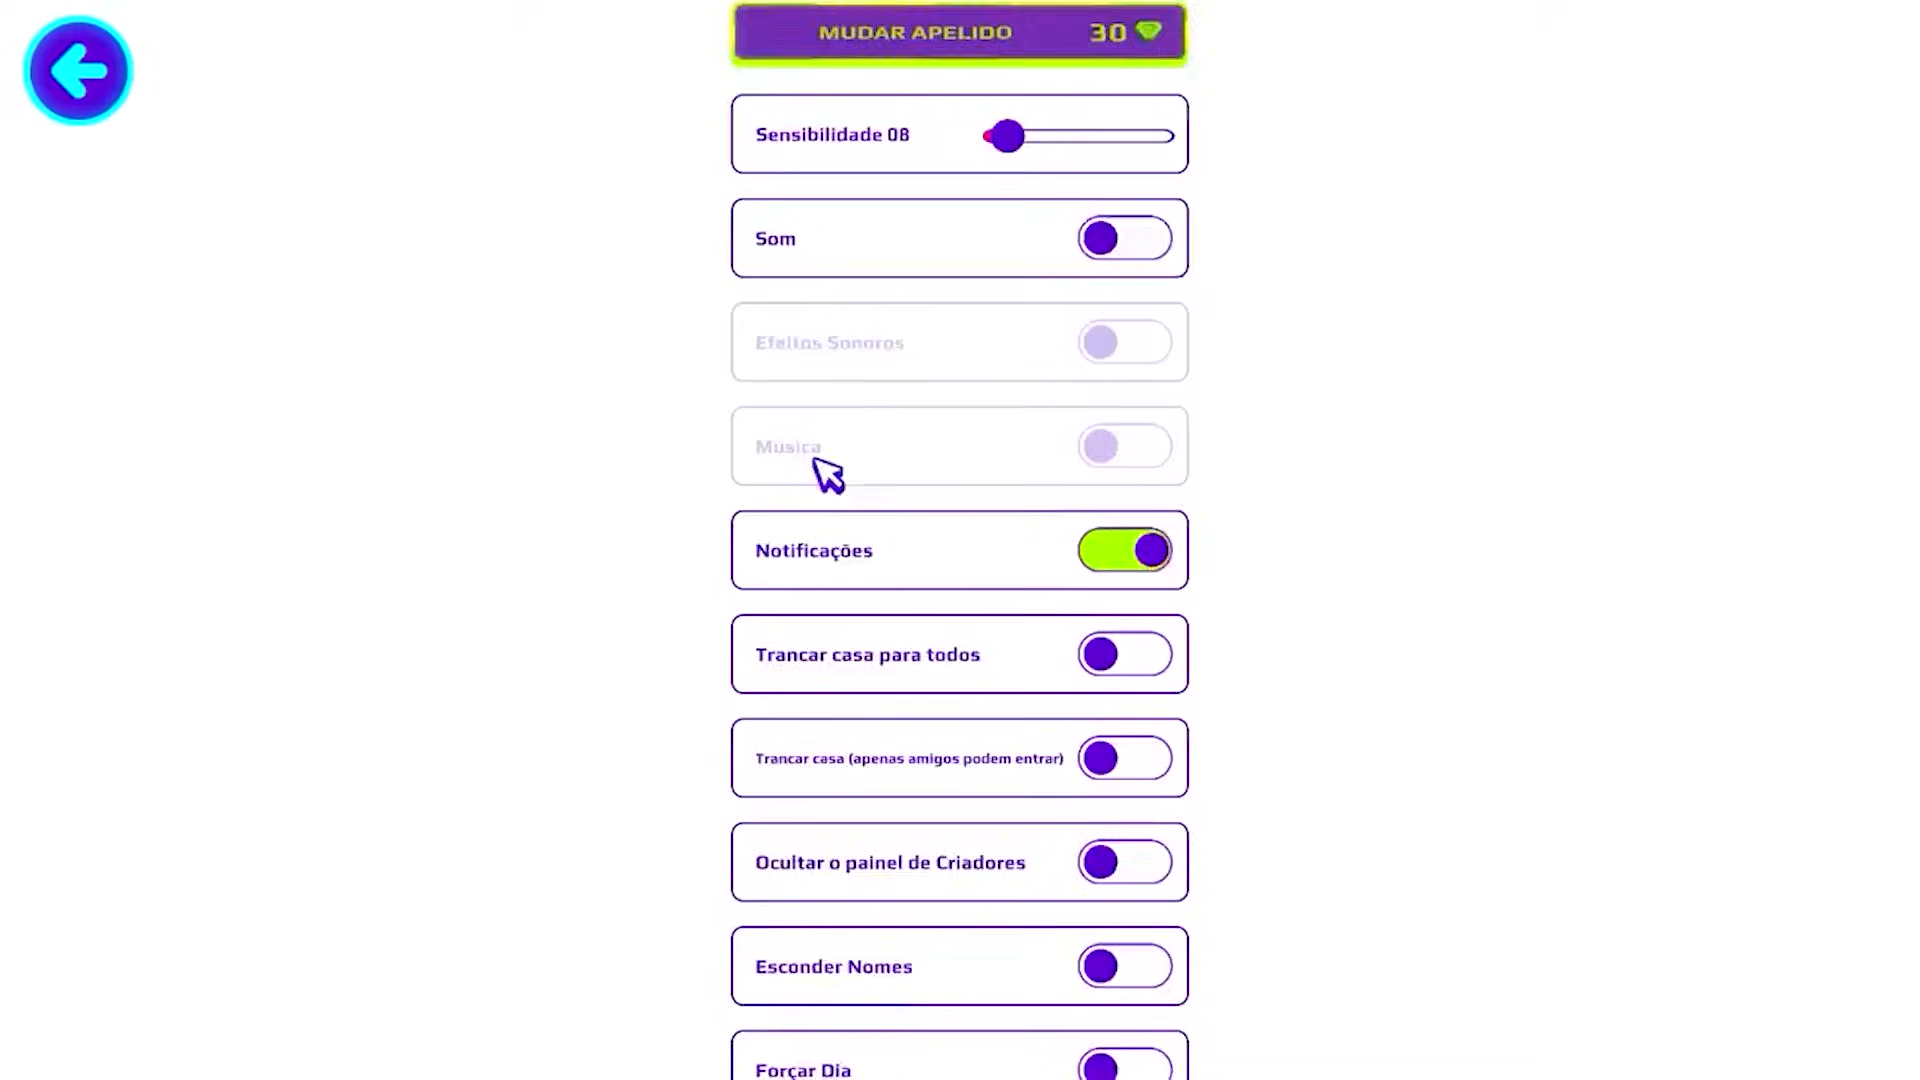 MUDAR APELIDO 30
Sensibilidade 08
Som
Efeitos Sonoros
Música
Notificações
Trancar casa para todos
Trancar casa (apenas amigos podem entrar)
Ocultar o painel de Criadores
Esconder Nomes
Forçar Dia